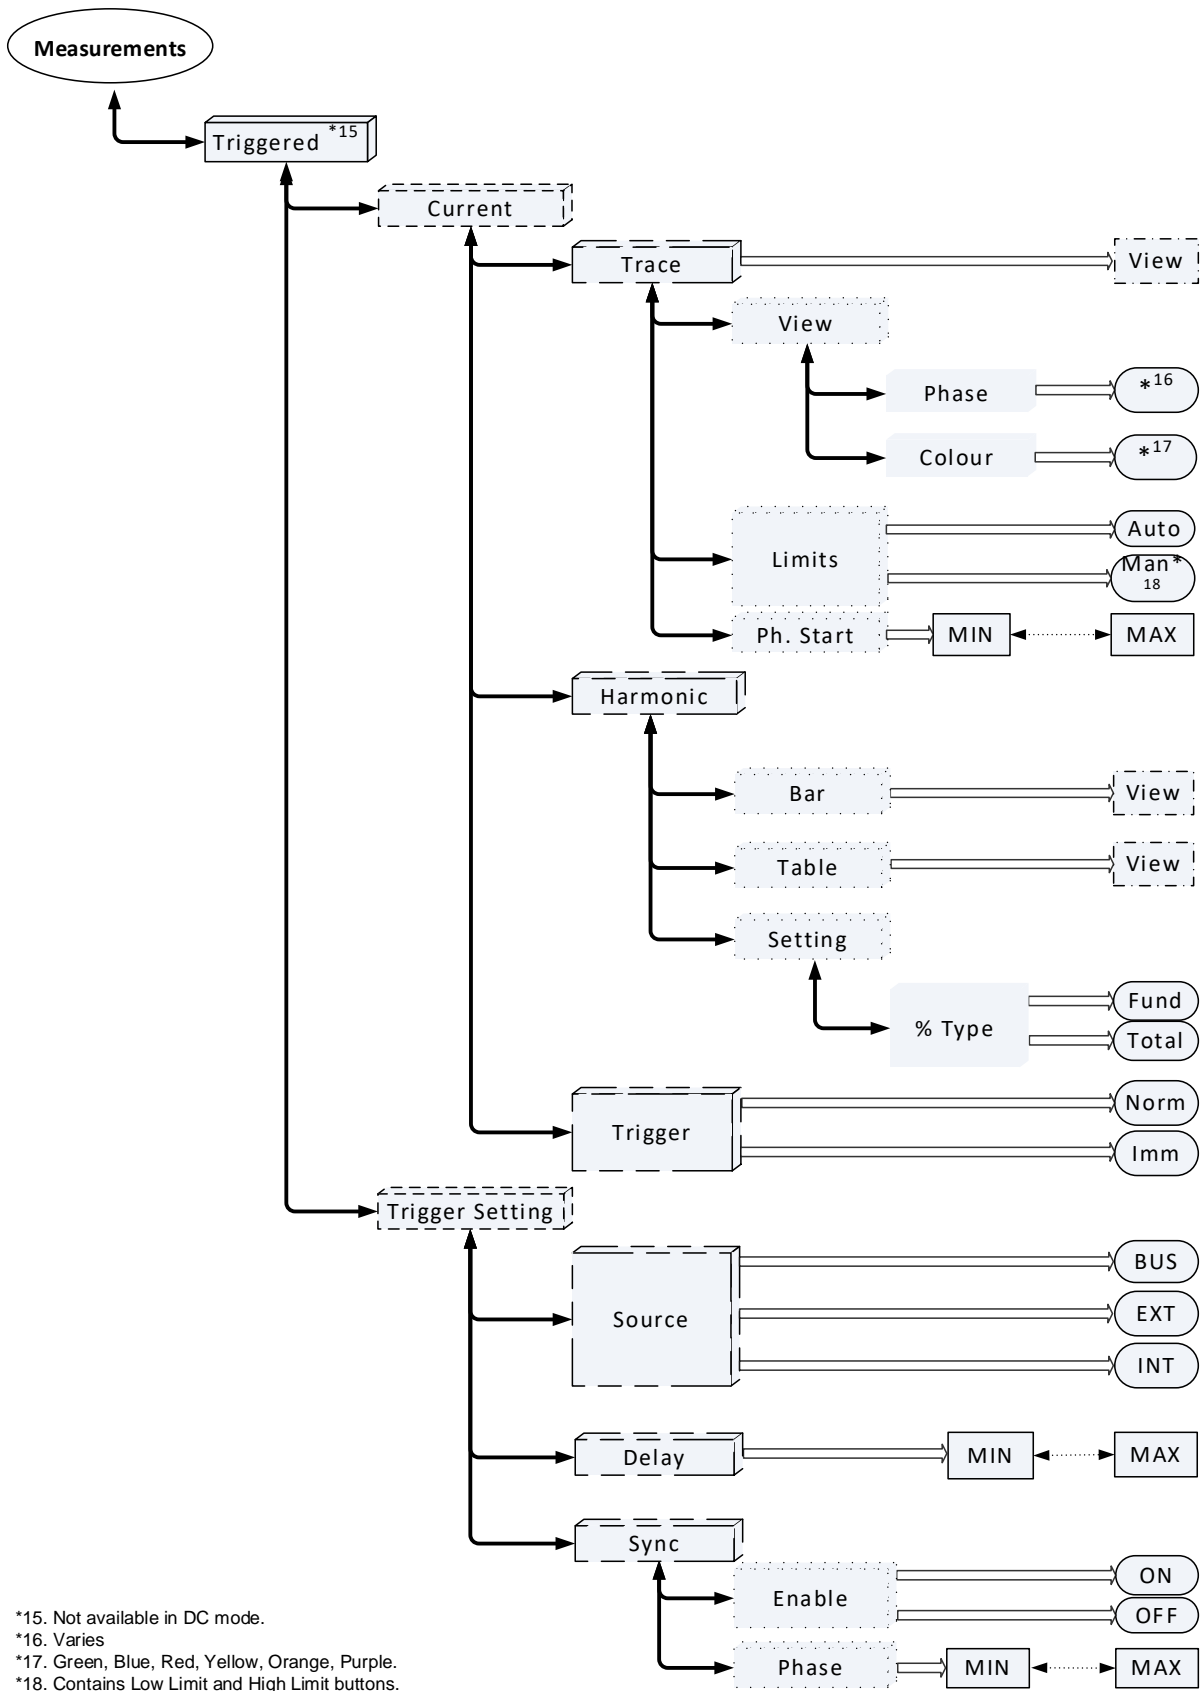 Measurements
Triggered *15
Current
Trace
View
View
Phase
*16
Colour
*17
Limits
Auto
Man*
18
Ph. Start
MIN
MAX
Harmonic
Bar
View
Table
View
Setting
% Type
Fund
Total
Trigger
Norm
Imm
Trigger Setting
Source
BUS
EXT
INT
Delay
MIN
MAX
Sync
Enable
ON
OFF
Phase
MIN
MAX
*15. Not available in DC mode.
*16. Varies
*17. Green, Blue, Red, Yellow, Orange, Purple.
*18. Contains Low Limit and High Limit buttons.